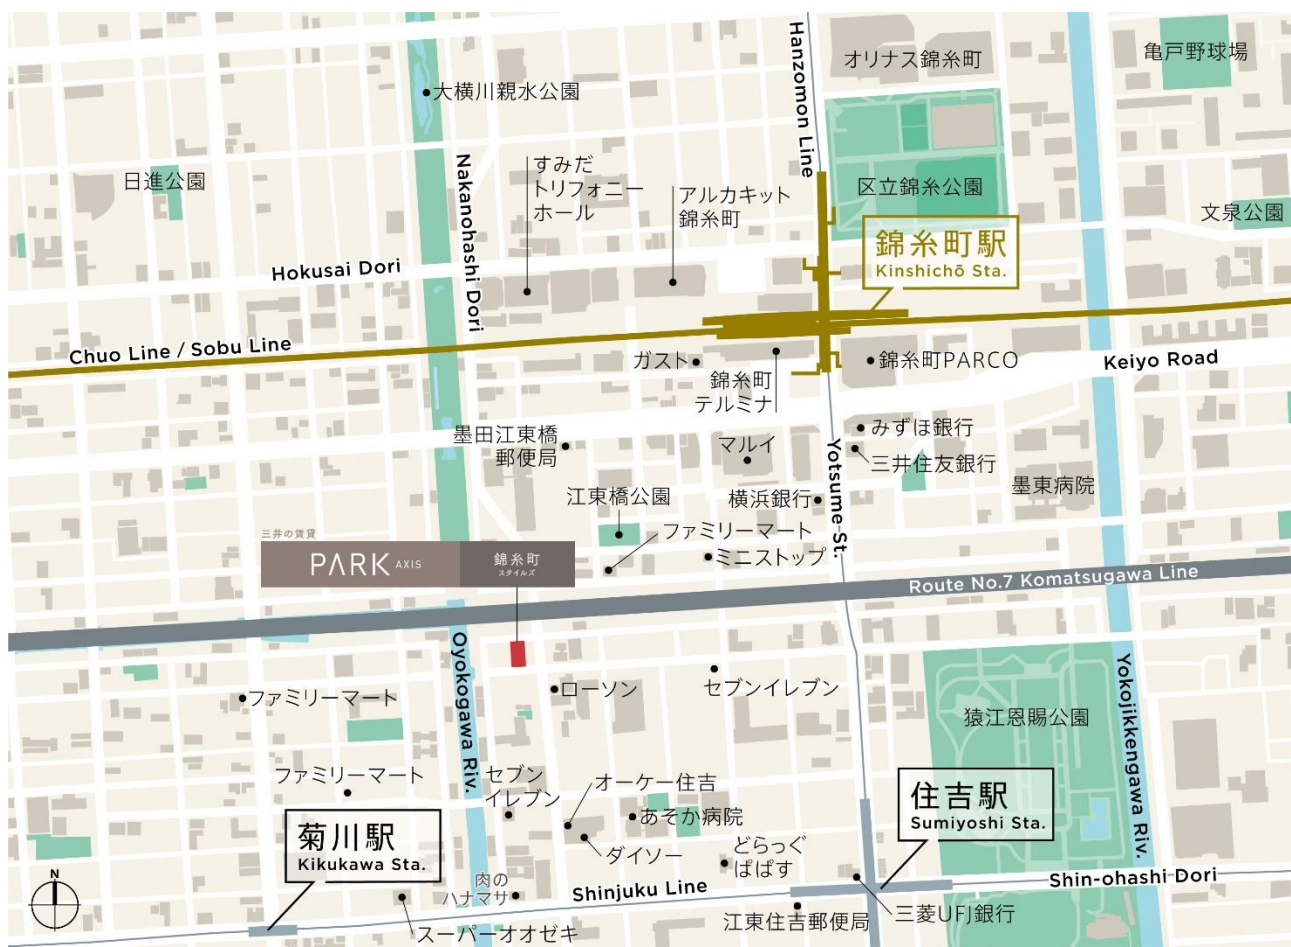 オリナス錦糸町
亀戸野球場
Hanzomon Line
大横川親水公園
日進公園
Nakanohashi Dori
すみだ
トリフォニー
ホール
アルカキット
錦糸町
区立錦糸公園
文泉公園
錦糸町駅
Kinshichō Sta.
Hokusai Dori
Chuo Line / Sobu Line
ガスト
錦糸町
テルミナ
錦糸町PARCO
Keiyo Road
墨田江東橋
郵便局
マルイ
みずほ銀行
三井住友銀行
Yotsume St.
横浜銀行
墨東病院
江東橋公園
ファミリーマート
ミニストップ
三井の賃貸
PARK AXIS
錦糸町
スタイルズ
Route No.7 Komatsugawa Line
Oyokogawa Riv.
ファミリーマート
ローソン
セブンイレブン
猿江恩賜公園
Yokojikkengawa Riv.
ファミリーマート
セブン
イレブン
オーケー住吉
あそか病院
ダイソー
どらっぐ
ぱぱす
住吉駅
Sumiyoshi Sta.
菊川駅
Kikukawa Sta.
N
肉の
ハナマサ
Shinjuku Line
Shin-ohashi Dori
スーパーオオゼキ
江東住吉郵便局
三菱UFJ銀行